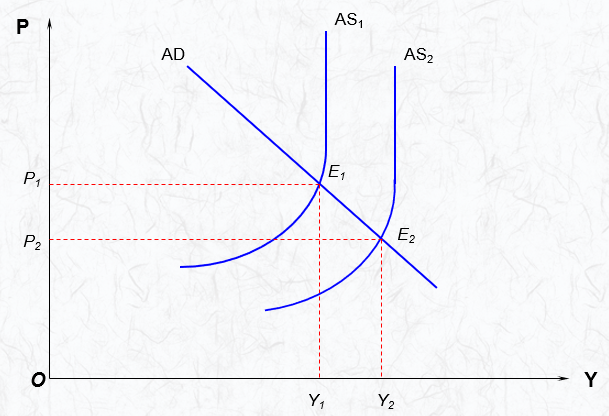 P
AS₁
AD
AS₂
P₁
E₁
P₂
E₂
O
Y
Y₁
Y₂